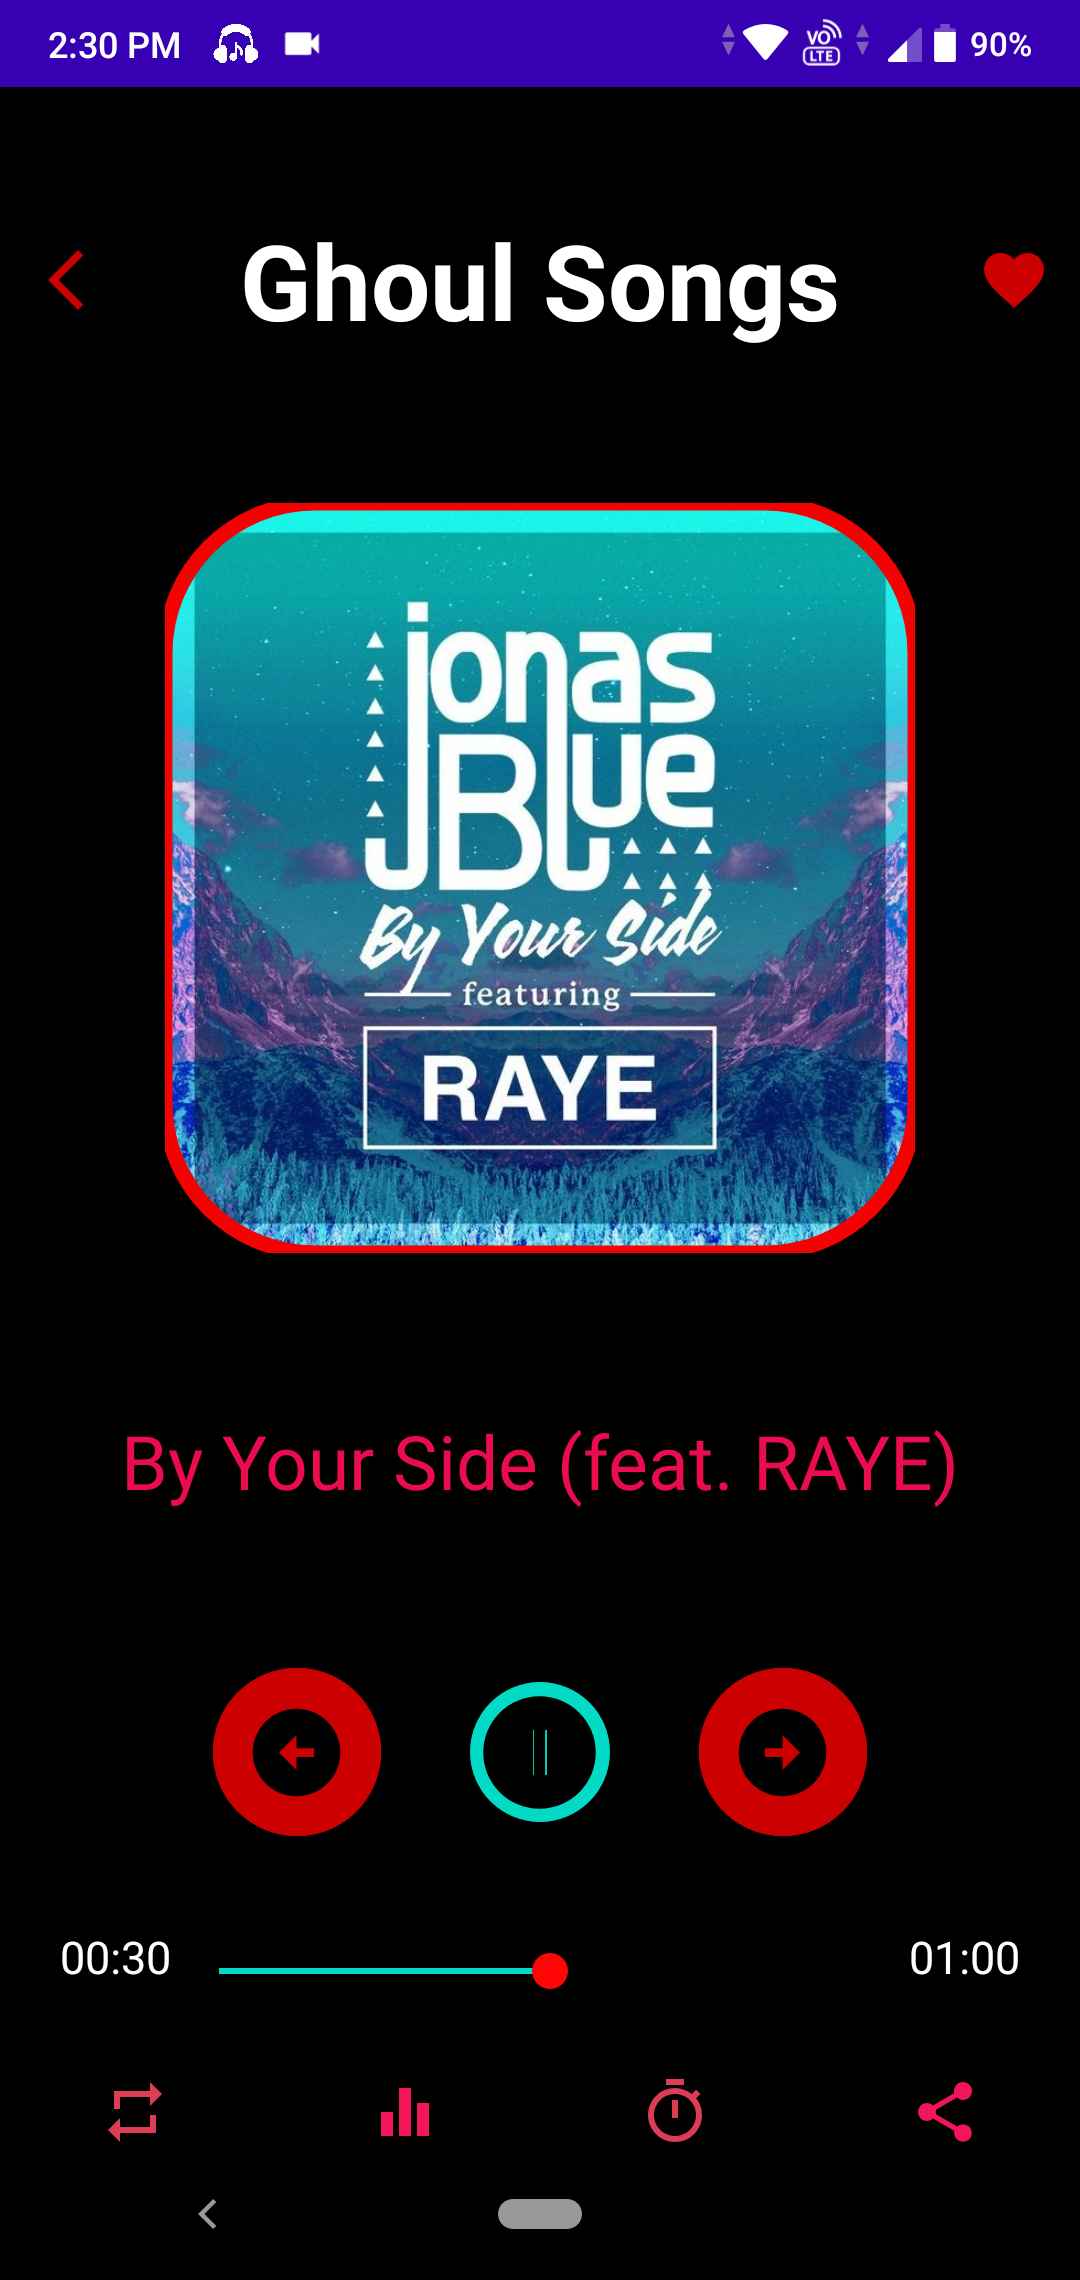 2:30 PM
VO
LTE
90%
Ghoul Songs
jonas
Blue
By Your Side
featuring
RAYE
By Your Side (feat. RAYE)
00:30
01:00